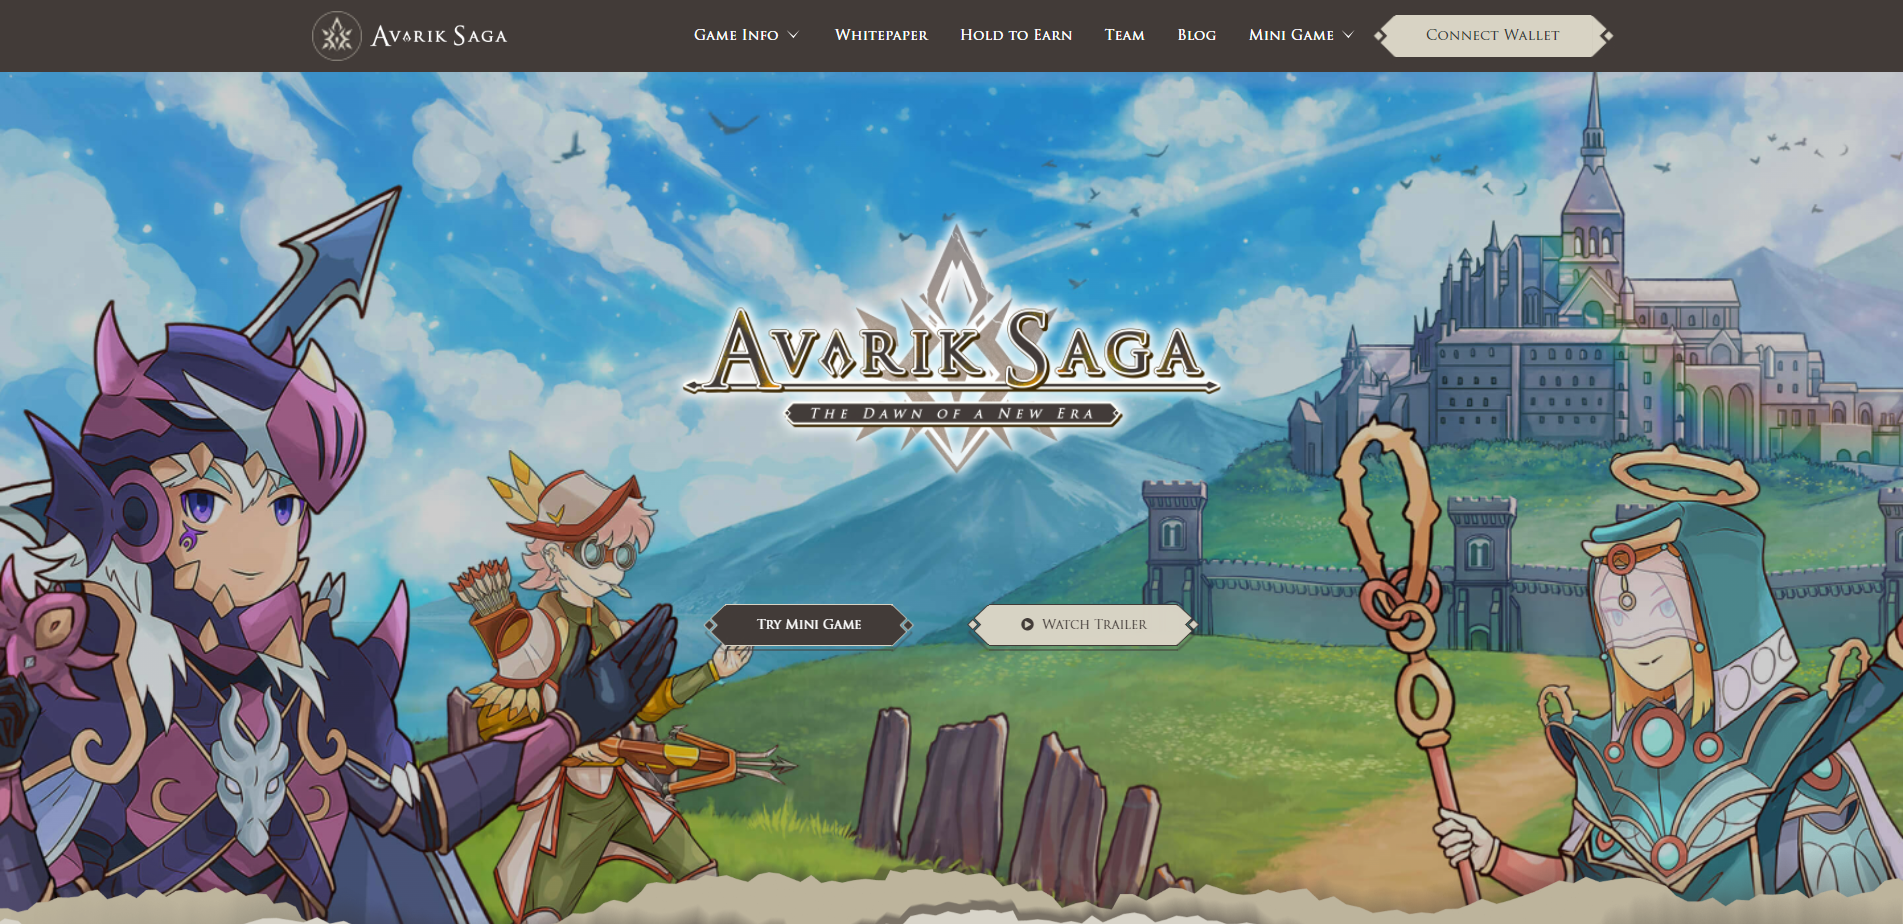 Avarik Saga
Game Info
Whitepaper
Hold to Earn
Team
Blog
Mini Game
Connect Wallet
Avarik Saga
The Dawn of a New Era
Try Mini Game
Watch Trailer